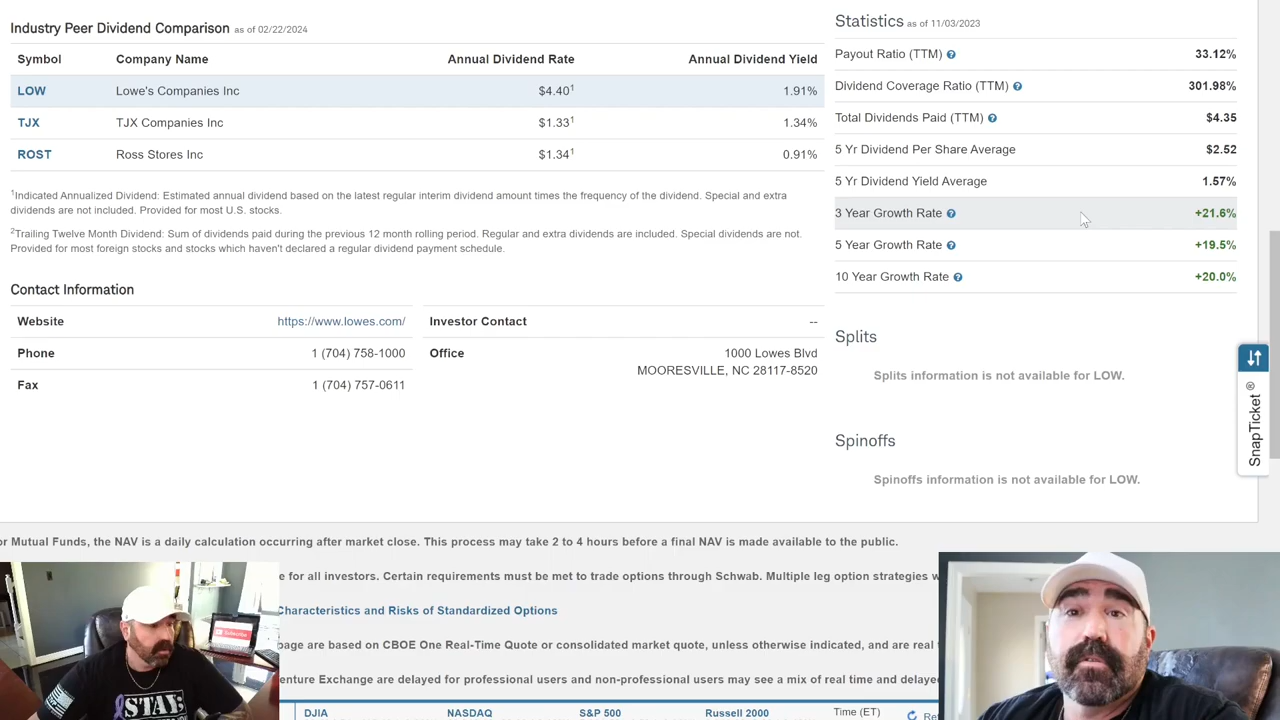 Industry Peer Dividend Comparison as of 02/22/2024
Symbol Company Name Annual Dividend Rate Annual Dividend Yield
LOW Lowe's Companies Inc $4.40¹ 1.91%
TJX TJX Companies Inc $1.33¹ 1.34%
ROST Ross Stores Inc $1.34¹ 0.91%
¹Indicated Annualized Dividend: Estimated annual dividend based on the latest regular interim dividend amount times the frequency of the dividend. Special and extra
dividends are not included. Provided for most U.S. stocks.
²Trailing Twelve Month Dividend: Sum of dividends paid during the previous 12 month rolling period. Regular and extra dividends are included. Special dividends are not.
Provided for most foreign stocks and stocks which haven't declared a regular dividend payment schedule.
Contact Information
Website https://www.lowes.com/
Phone 1 (704) 758-1000
Fax 1 (704) 757-0611
Investor Contact --
Office 1000 Lowes Blvd
MOORESVILLE, NC 28117-8520
Statistics as of 11/03/2023
Payout Ratio (TTM) ? 33.12%
Dividend Coverage Ratio (TTM) ? 301.98%
Total Dividends Paid (TTM) ? $4.35
5 Yr Dividend Per Share Average $2.52
5 Yr Dividend Yield Average 1.57%
3 Year Growth Rate ? +21.6%
5 Year Growth Rate ? +19.5%
10 Year Growth Rate ? +20.0%
Splits
Splits information is not available for LOW.
Spinoffs
Spinoffs information is not available for LOW.
SnapTicket ®
or Mutual Funds, the NAV is a daily calculation occurring after market close. This process may take 2 to 4 hours before a final NAV is made available to the public.
e for all investors. Certain requirements must be met to trade options through Schwab. Multiple leg option strategies w
Characteristics and Risks of Standardized Options
page are based on CBOE One Real-Time Quote or consolidated market quote, unless otherwise indicated, and are real
enture Exchange are delayed for professional users and non-professional users may see a mix of real time and delaye
DJIA NASDAQ S&P 500 Russell 2000 Time (ET) Re
Subscribe
STAY